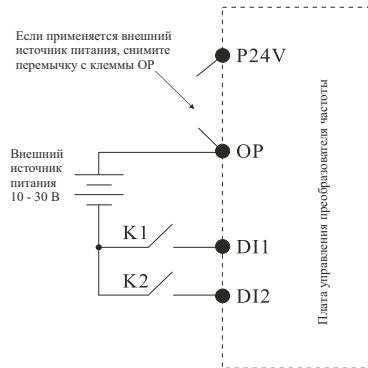 Если применяется внешний
источник питания, снимите
перемычку с клеммы OP
P24V
OP
Внешний
источник
питания
10 - 30 В
K1
DI1
K2
DI2
Плата управления преобразователя частоты